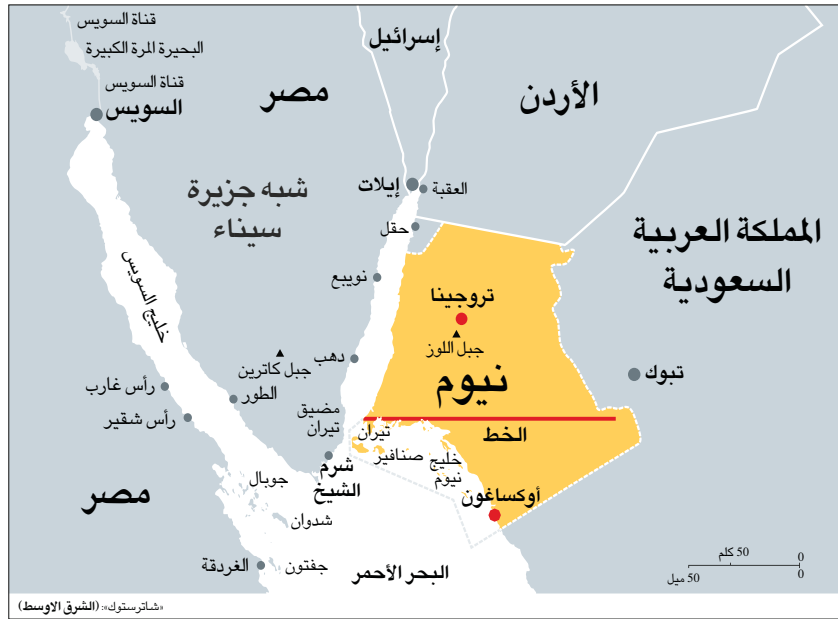 قناة السويس
البحيرة المرة الكبيرة
قناة السويس
السويس
إسرائيل
مصر
الأردن
شبه جزيرة
سيناء
إيلات
العقبة
حقل
المملكة العربية
السعودية
نويبع
خليج السويس
تروجينا
جبل اللوز
دهب
جبل كاترين
تبوك
نيوم
رأس غارب
الطور
رأس شقير
مضيق
تيران
تيران
الخط
صنافير
خليج
نيوم
شرم
الشيخ
جوبال
أوكساغون
مصر
شدوان
الغردقة
جفتون
البحر الأحمر
50 كلم 0
50 ميل 0
«شاترستوك»: (الشرق الاوسط)